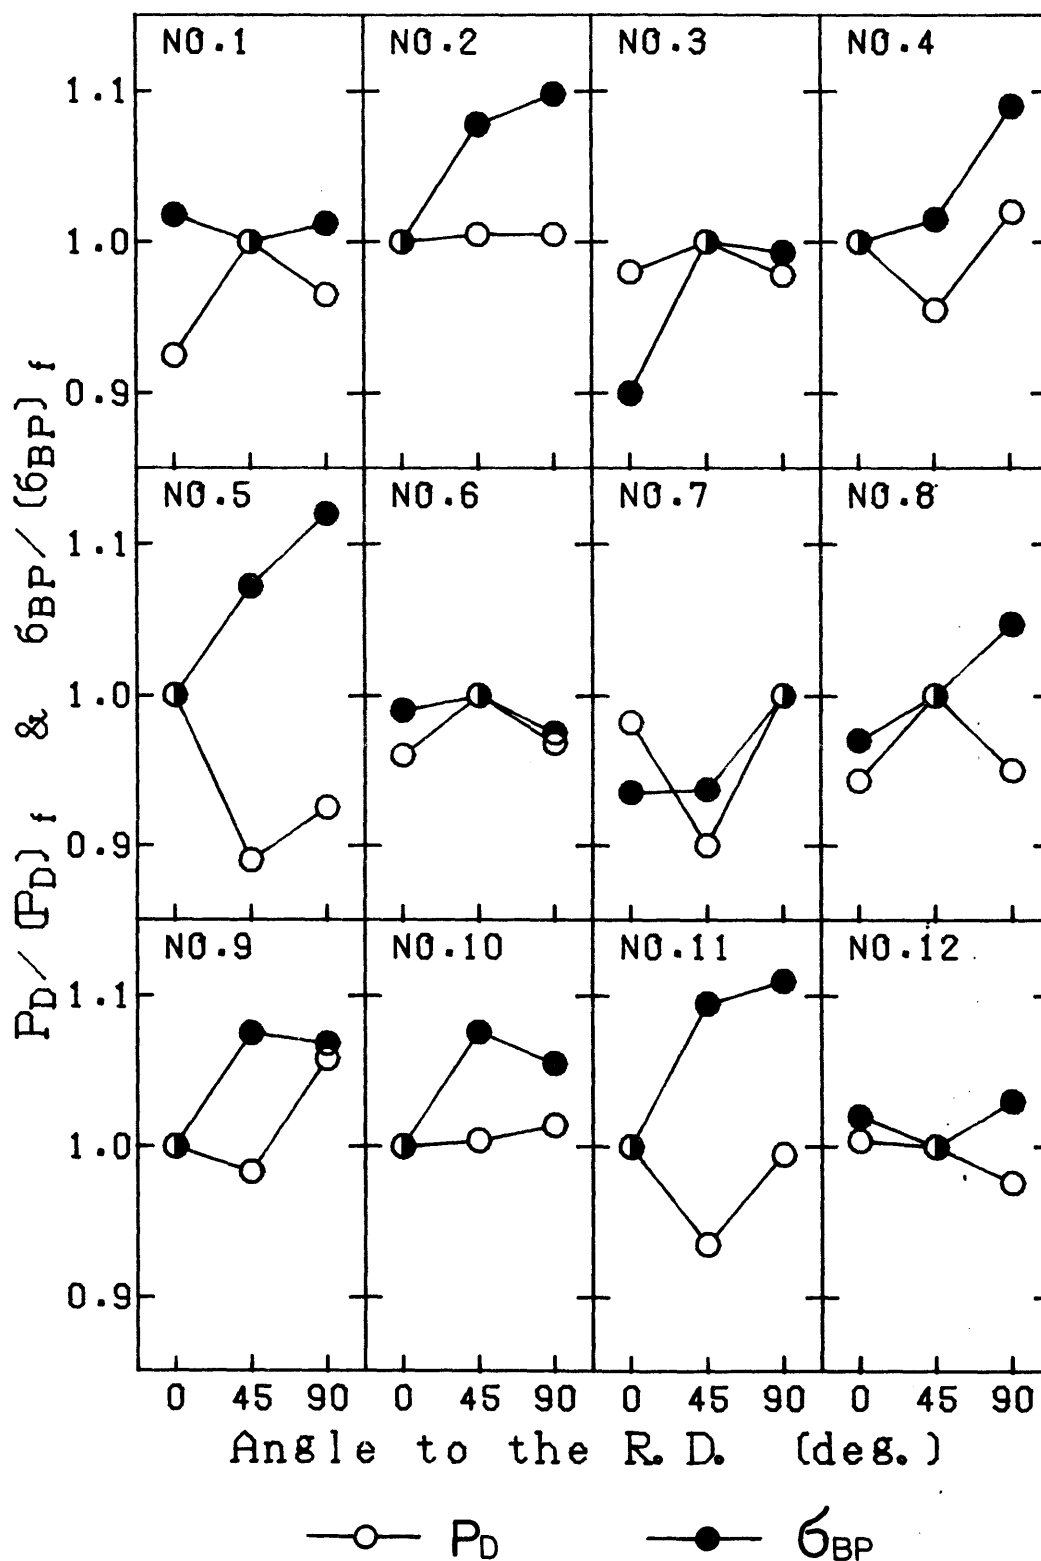 NO.1 NO.2 NO.3 NO.4
1.1
1.0
0.9
NO.5 NO.6 NO.7 NO.8
1.1
1.0
0.9
NO.9 NO.10 NO.11 NO.12
1.1
1.0
0.9
0 45 90 0 45 90 0 45 90 0 45 90
Angle to the R.D. (deg.)
PD/(PD)f & σBP/(σBP)f
PD σBP